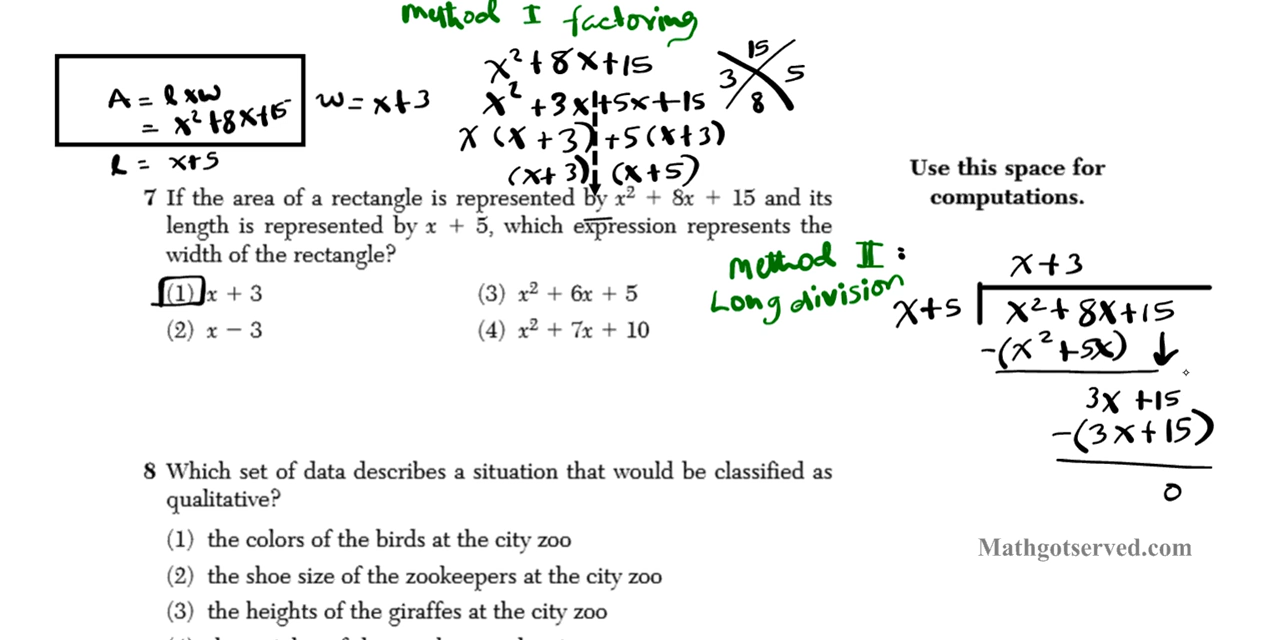 Method I factoring
x² + 8x + 15
15
3 5
8
A = l x w
= x² + 8x + 15
w = x + 3
l = x + 5
x² + 3x + 5x + 15
x (x + 3) + 5 (x + 3)
(x + 3) (x + 5)
Use this space for
computations.
7 If the area of a rectangle is represented by x² + 8x + 15 and its
length is represented by x + 5, which expression represents the
width of the rectangle?
(1) x + 3
(2) x − 3
(3) x² + 6x + 5
(4) x² + 7x + 10
Method II :
Long division
x + 3
x + 5 x² + 8x + 15
-(x² + 5x)
3x + 15
-(3x + 15)
0
8 Which set of data describes a situation that would be classified as
qualitative?
(1) the colors of the birds at the city zoo
(2) the shoe size of the zookeepers at the city zoo
(3) the heights of the giraffes at the city zoo
Mathgotserved.com